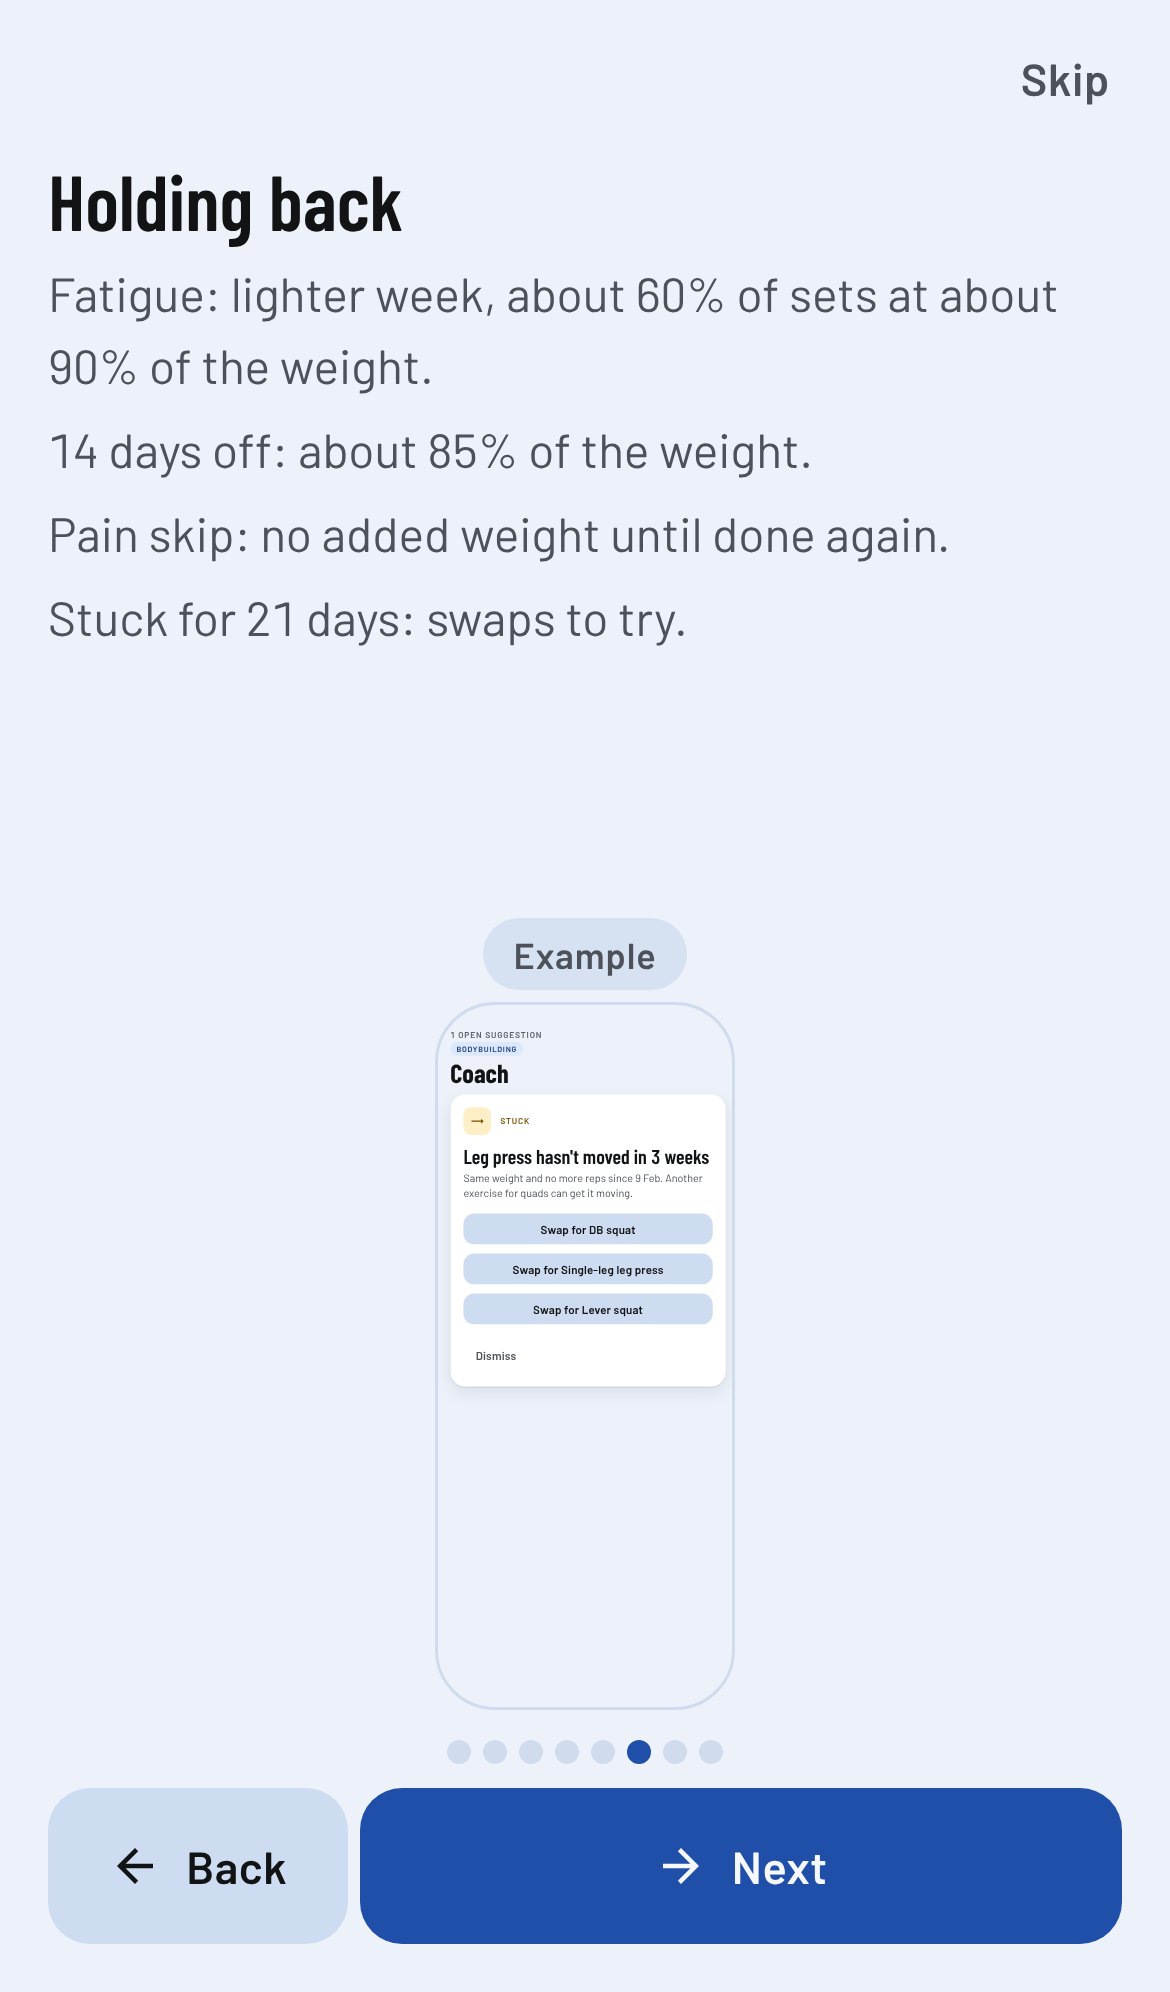 Skip
Holding back
Fatigue: lighter week, about 60% of sets at about
90% of the weight.
14 days off: about 85% of the weight.
Pain skip: no added weight until done again.
Stuck for 21 days: swaps to try.
Example
1 OPEN SUGGESTION
BODYBUILDING
Coach
STUCK
Leg press hasn't moved in 3 weeks
Same weight and no more reps since 9 Feb. Another
exercise for quads can get it moving.
Swap for DB squat
Swap for Single-leg leg press
Swap for Lever squat
Dismiss
Back
Next